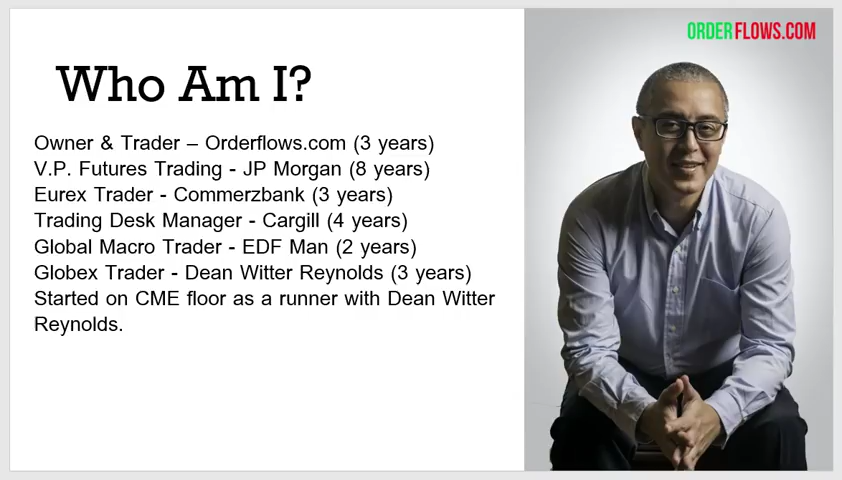 ORDERFLOWS.COM
Who Am I?
Owner & Trader – Orderflows.com (3 years)
V.P. Futures Trading - JP Morgan (8 years)
Eurex Trader - Commerzbank (3 years)
Trading Desk Manager - Cargill (4 years)
Global Macro Trader - EDF Man (2 years)
Globex Trader - Dean Witter Reynolds (3 years)
Started on CME floor as a runner with Dean Witter
Reynolds.